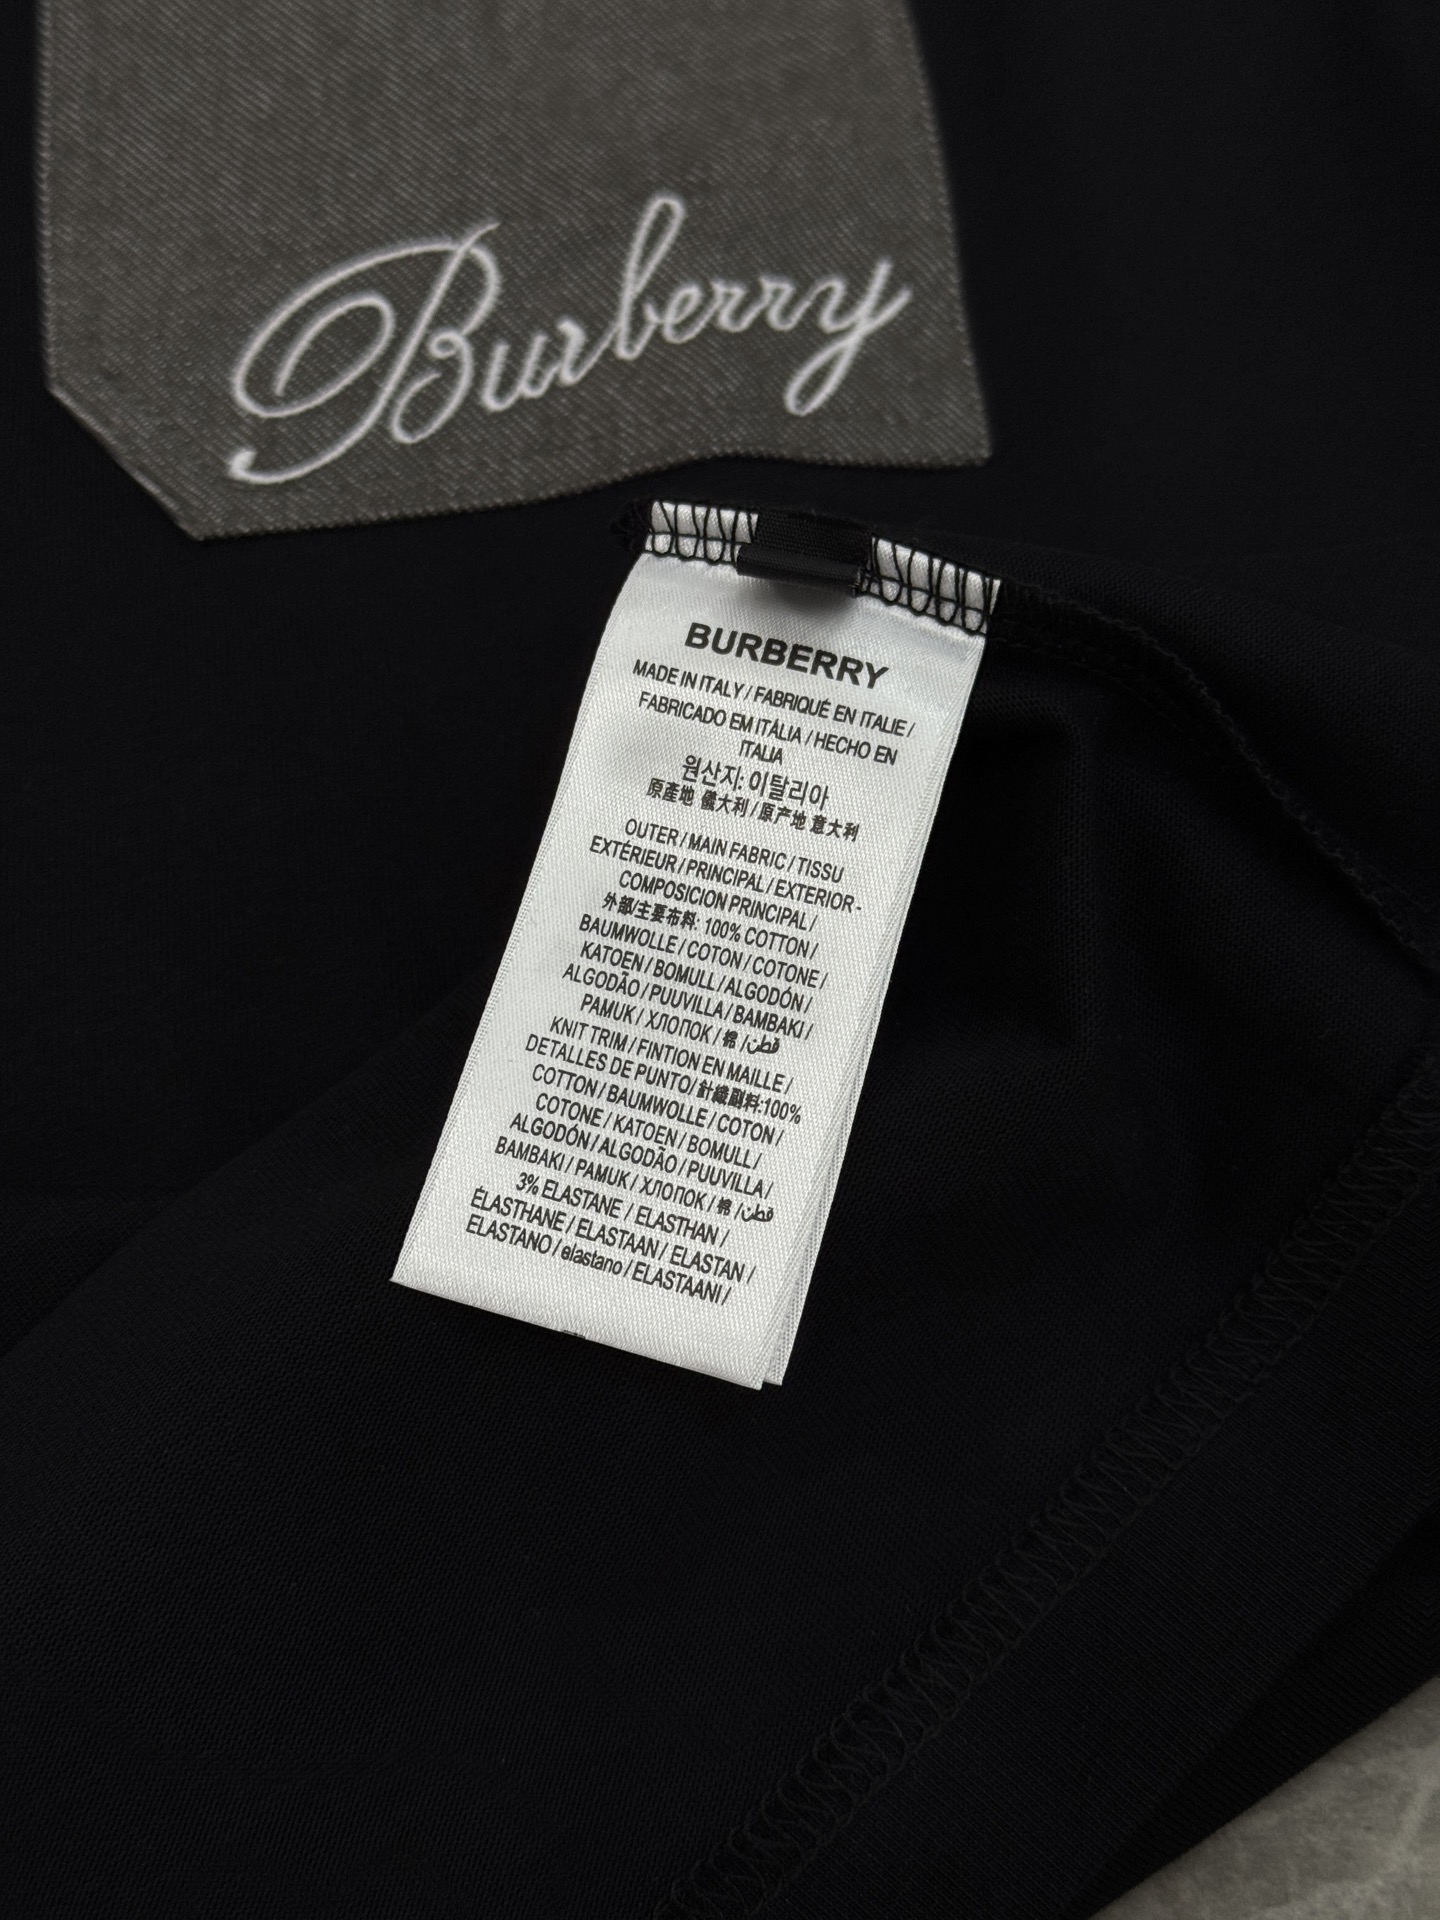 Burberry
BURBERRY
MADE IN ITALY / FABRIQUÉ EN ITALIE /
FABRICADO EM ITÁLIA / HECHO EN
ITALIA
원산지: 이탈리아
原產地 儀大利 / 原产地 意大利
OUTER / MAIN FABRIC / TISSU
EXTÉRIEUR / PRINCIPAL / EXTERIOR -
COMPOSICION PRINCIPAL /
外部/主要布料: 100% COTTON /
BAUMWOLLE / COTON / COTONE /
KATOEN / BOMULL / ALGODÓN /
ALGODÃO / PUUVILLA / BAMBAKI /
PAMUK / ХЛОПОК / 棉 / قطن
KNIT TRIM / FINTION EN MAILLE /
DETALLES DE PUNTO/ 針織副料:100%
COTTON / BAUMWOLLE / COTON /
COTONE / KATOEN / BOMULL /
ALGODÓN / ALGODÃO / PUUVILLA /
BAMBAKI / PAMUK / ХЛОПОК / 棉 / قطن
3% ELASTANE / ELASTHAN /
ÉLASTHANE / ELASTAAN / ELASTAN /
ELASTANO / elastano / ELASTAANI /